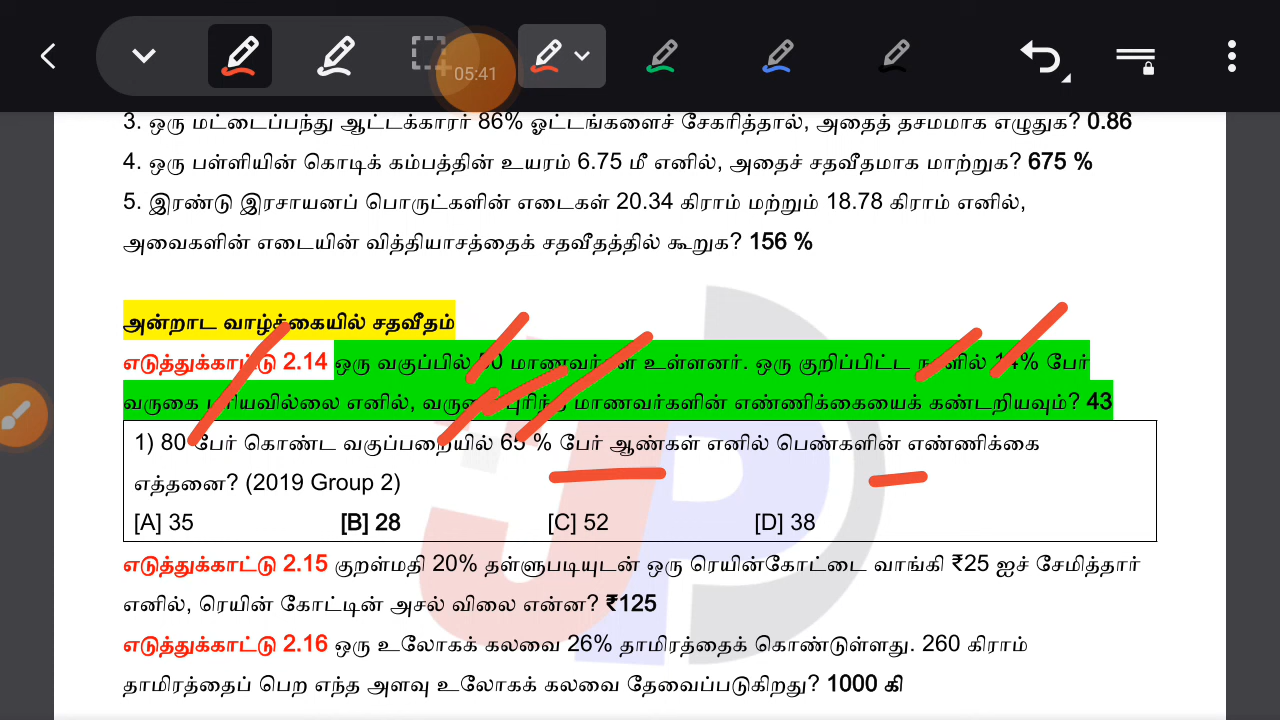 05:41
3. ஒரு மட்டைப்பந்து ஆட்டக்காரர் 86% ஓட்டங்களைச் சேகரித்தால், அதைத் தசமமாக எழுதுக? 0.86
4. ஒரு பள்ளியின் கொடிக் கம்பத்தின் உயரம் 6.75 மீ எனில், அதைச் சதவீதமாக மாற்றுக? 675 %
5. இரண்டு இரசாயனப் பொருட்களின் எடைகள் 20.34 கிராம் மற்றும் 18.78 கிராம் எனில்,
அவைகளின் எடையின் வித்தியாசத்தைக் சதவீதத்தில் கூறுக? 156 %
அன்றாட வாழ்க்கையில் சதவீதம்
எடுத்துக்காட்டு 2.14 ஒரு வகுப்பில் 50 மாணவர்கள் உள்ளனர். ஒரு குறிப்பிட்ட நாளில் 14% பேர்
வருகை புரியவில்லை எனில், வருகை புரிந்த மாணவர்களின் எண்ணிக்கையைக் கண்டறியவும்? 43
1) 80 பேர் கொண்ட வகுப்பறையில் 65 % பேர் ஆண்கள் எனில் பெண்களின் எண்ணிக்கை
எத்தனை? (2019 Group 2)
[A] 35 [B] 28 [C] 52 [D] 38
எடுத்துக்காட்டு 2.15 குறள்மதி 20% தள்ளுபடியுடன் ஒரு ரெயின்கோட்டை வாங்கி ₹25 ஐச் சேமித்தார்
எனில், ரெயின் கோட்டின் அசல் விலை என்ன? ₹125
எடுத்துக்காட்டு 2.16 ஒரு உலோகக் கலவை 26% தாமிரத்தைக் கொண்டுள்ளது. 260 கிராம்
தாமிரத்தைப் பெற எந்த அளவு உலோகக் கலவை தேவைப்படுகிறது? 1000 கி